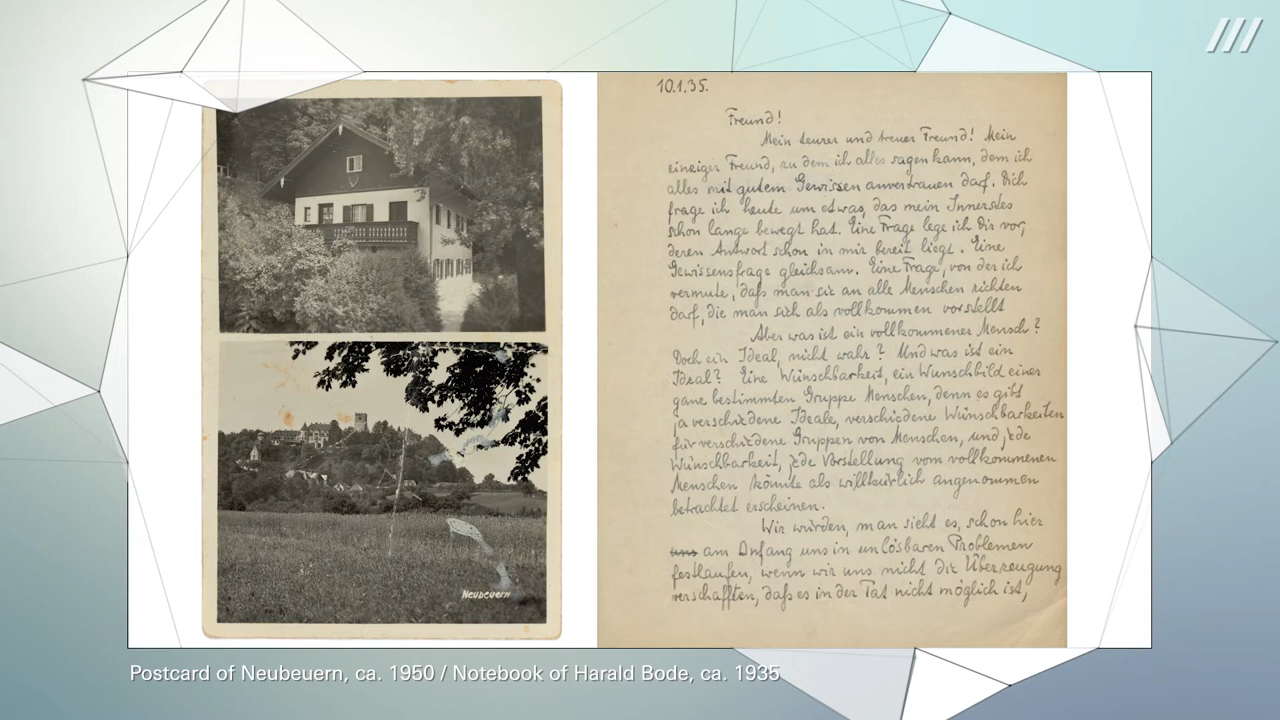 Neubeuern
10.1.35.
Freund!
Mein teurer und treuer Freund! Mein
einziger Freund, zu dem ich alles sagen kann, dem ich
alles mit gutem Gewissen anvertrauen darf. Dich
frage ich heute um etwas, das mein Innerstes
schon lange bewegt hat. Eine Frage lege ich Dir vor,
deren Antwort schon in mir bereit liegt. Eine
Gewissensfrage gleichsam. Eine Frage, von der ich
vermute, daß man sie an alle Menschen richten
darf, die man sich als vollkommen vorstellt
Aber was ist ein vollkommener Mensch?
Doch ein Ideal, nicht wahr? Und was ist ein
Ideal? Eine Wünschbarkeit, ein Wunschbild einer
ganz bestimmten Gruppe Menschen, denn es gibt
ja verschiedene Ideale, verschiedene Wünschbarkeiten
für verschiedene Gruppen von Menschen, und jede
Wünschbarkeit, jede Vorstellung vom vollkommenen
Menschen könnte als willkürlich angenommen
betrachtet erscheinen.
Wir würden, man sieht es, schon hier
uns am Anfang uns in unlösbaren Problemen
festlaufen, wenn wir uns nicht die Überzeugung
verschafften, daß es in der Tat nicht möglich ist,
Postcard of Neubeuern, ca. 1950 / Notebook of Harald Bode, ca. 1935